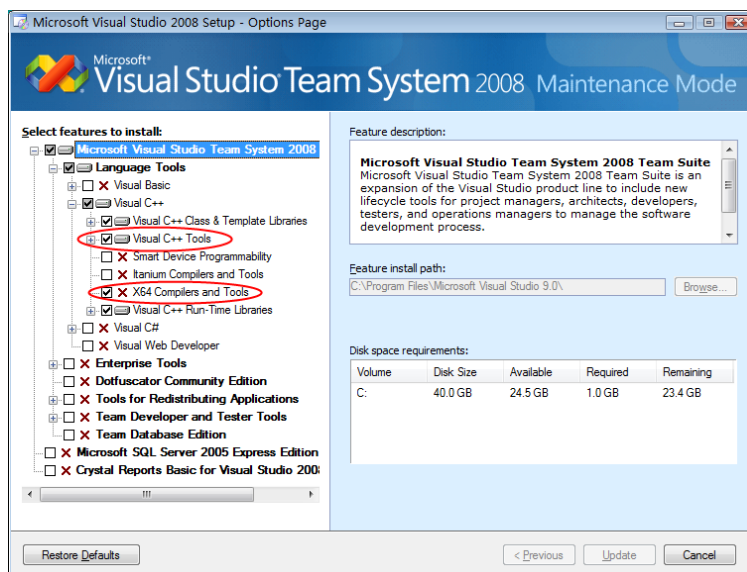 Microsoft Visual Studio 2008 Setup - Options Page
Microsoft®
Visual Studio Team System 2008 Maintenance Mode
Select features to install:
Microsoft Visual Studio Team System 2008
Language Tools
Visual Basic
Visual C++
Visual C++ Class & Template Libraries
Visual C++ Tools
Smart Device Programmability
Itanium Compilers and Tools
X64 Compilers and Tools
Visual C++ Run-Time Libraries
Visual C#
Visual Web Developer
Enterprise Tools
Dotfuscator Community Edition
Tools for Redistributing Applications
Team Developer and Tester Tools
Team Database Edition
Microsoft SQL Server 2005 Express Edition
Crystal Reports Basic for Visual Studio 200
Feature description:
Microsoft Visual Studio Team System 2008 Team Suite
Microsoft Visual Studio Team System 2008 Team Suite is an
expansion of the Visual Studio product line to include new
lifecycle tools for project managers, architects, developers,
testers, and operations managers to manage the software
development process.
Feature install path:
C:\Program Files\Microsoft Visual Studio 9.0\
Browse...
Disk space requirements:
Volume Disk Size Available Required Remaining
C: 40.0 GB 24.5 GB 1.0 GB 23.4 GB
Restore Defaults
< Previous
Update
Cancel